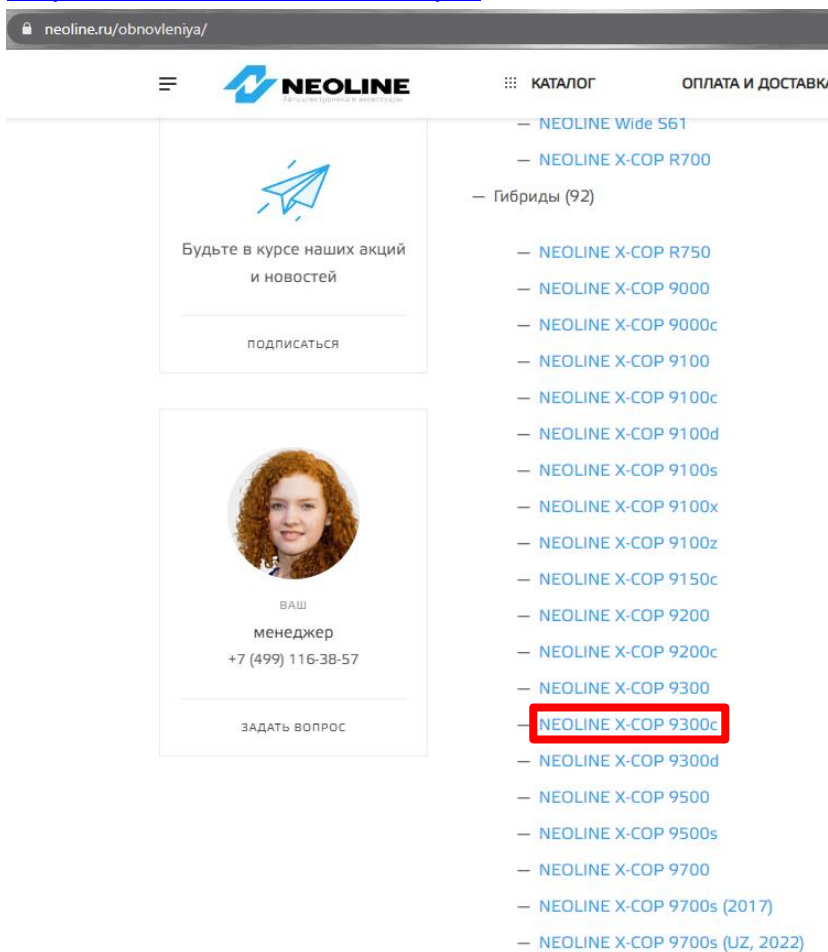 neoline.ru/obnovleniya/
NEOLINE
Автоэлектроника и аксессуары
КАТАЛОГ
ОПЛАТА И ДОСТАВКА
Будьте в курсе наших акций
и новостей
ПОДПИСАТЬСЯ
ВАШ
менеджер
+7 (499) 116-38-57
ЗАДАТЬ ВОПРОС
— NEOLINE Wide S61
— NEOLINE X-COP R700
— Гибриды (92)
— NEOLINE X-COP R750
— NEOLINE X-COP 9000
— NEOLINE X-COP 9000c
— NEOLINE X-COP 9100
— NEOLINE X-COP 9100c
— NEOLINE X-COP 9100d
— NEOLINE X-COP 9100s
— NEOLINE X-COP 9100x
— NEOLINE X-COP 9100z
— NEOLINE X-COP 9150c
— NEOLINE X-COP 9200
— NEOLINE X-COP 9200c
— NEOLINE X-COP 9300
— NEOLINE X-COP 9300c
— NEOLINE X-COP 9300d
— NEOLINE X-COP 9500
— NEOLINE X-COP 9500s
— NEOLINE X-COP 9700
— NEOLINE X-COP 9700s (2017)
— NEOLINE X-COP 9700s (UZ, 2022)